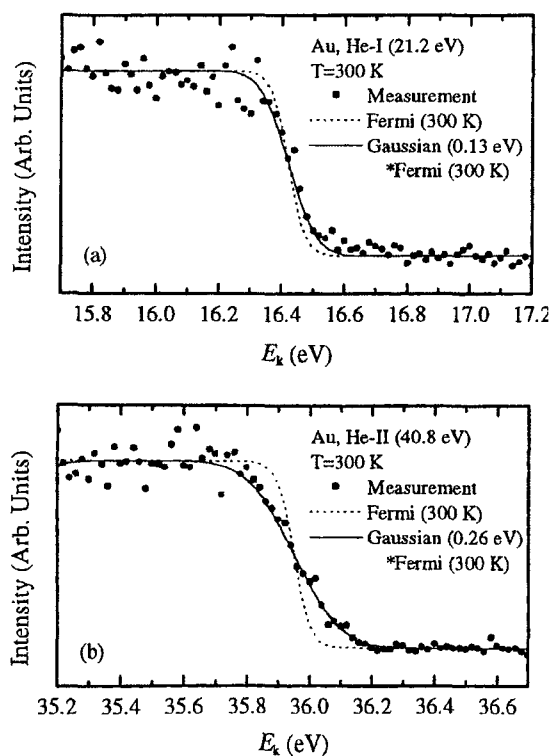 Au, He-I (21.2 eV)
T=300 K
Measurement
Fermi (300 K)
Gaussian (0.13 eV)
*Fermi (300 K)
Intensity (Arb. Units)
(a)
15.8 16.0 16.2 16.4 16.6 16.8 17.0 17.2
Ek (eV)
Au, He-II (40.8 eV)
T=300 K
Measurement
Fermi (300 K)
Gaussian (0.26 eV)
*Fermi (300 K)
Intensity (Arb. Units)
(b)
35.2 35.4 35.6 35.8 36.0 36.2 36.4 36.6
Ek (eV)